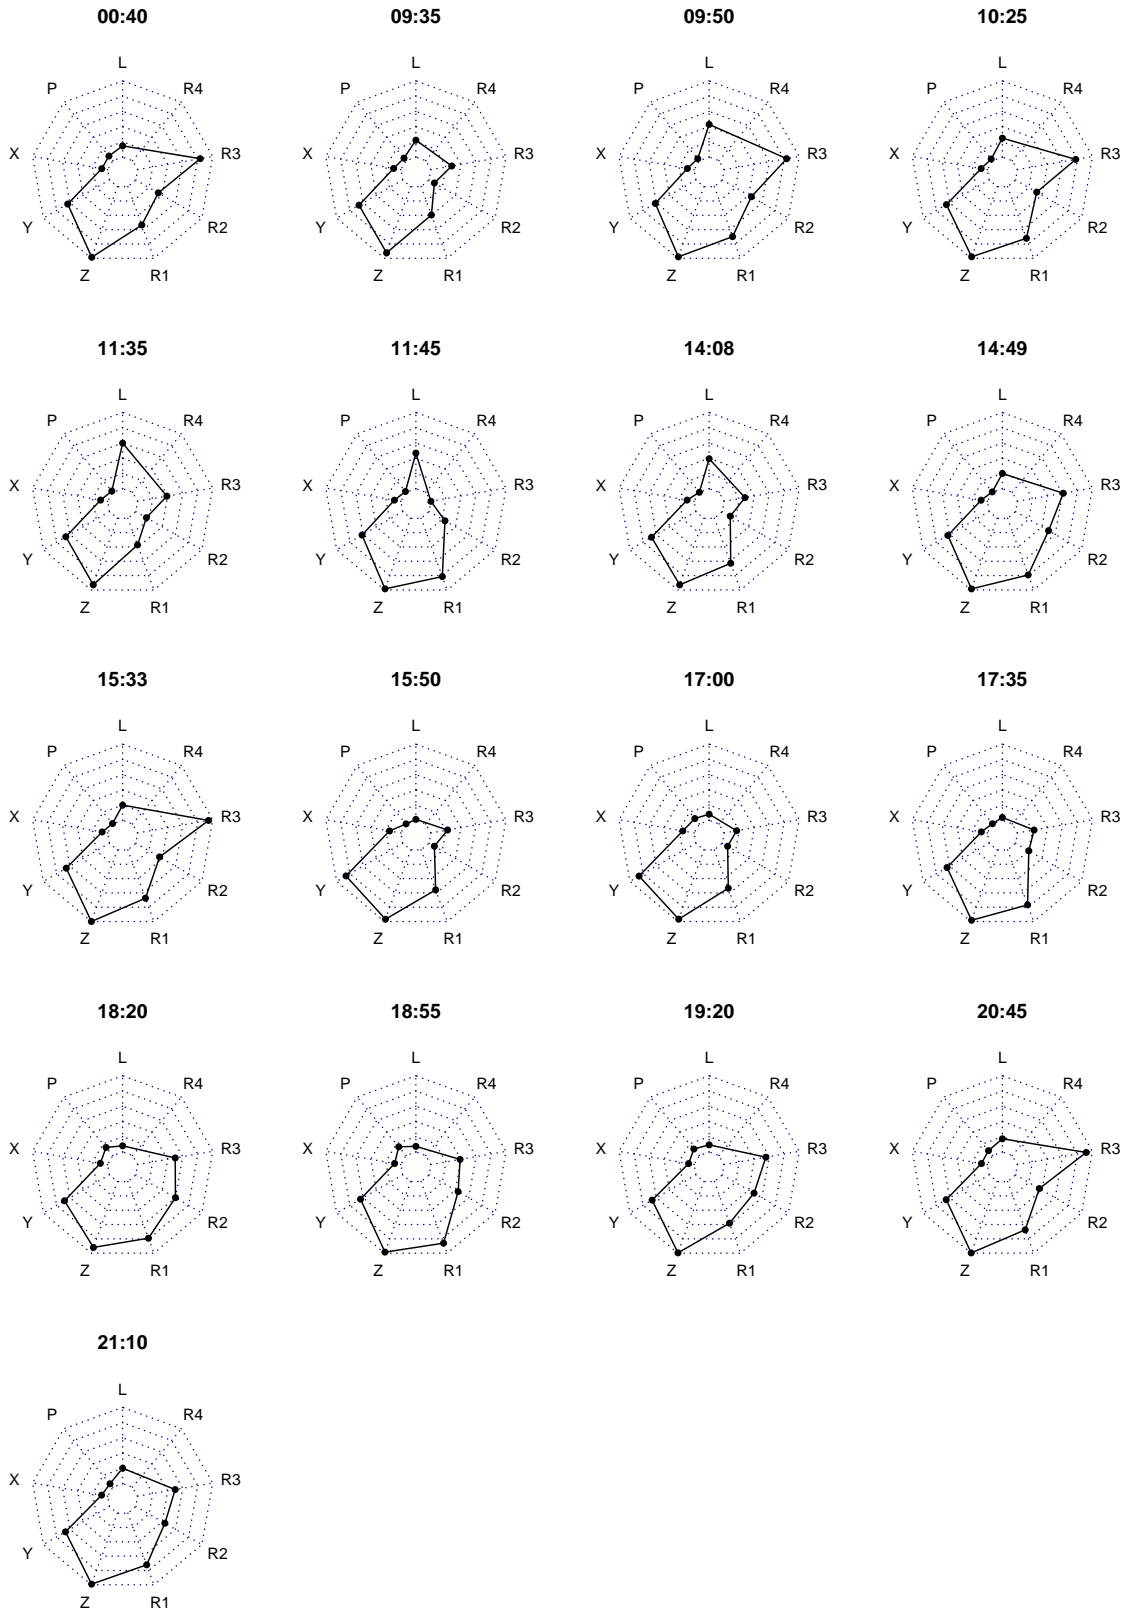 00:40 09:35 09:50 10:25
L L L L
P R4 P R4 P R4 P R4
X R3 X R3 X R3 X R3
Y R2 Y R2 Y R2 Y R2
Z R1 Z R1 Z R1 Z R1
11:35 11:45 14:08 14:49
L L L L
P R4 P R4 P R4 P R4
X R3 X R3 X R3 X R3
Y R2 Y R2 Y R2 Y R2
Z R1 Z R1 Z R1 Z R1
15:33 15:50 17:00 17:35
L L L L
P R4 P R4 P R4 P R4
X R3 X R3 X R3 X R3
Y R2 Y R2 Y R2 Y R2
Z R1 Z R1 Z R1 Z R1
18:20 18:55 19:20 20:45
L L L L
P R4 P R4 P R4 P R4
X R3 X R3 X R3 X R3
Y R2 Y R2 Y R2 Y R2
Z R1 Z R1 Z R1 Z R1
21:10
L
P R4
X R3
Y R2
Z R1